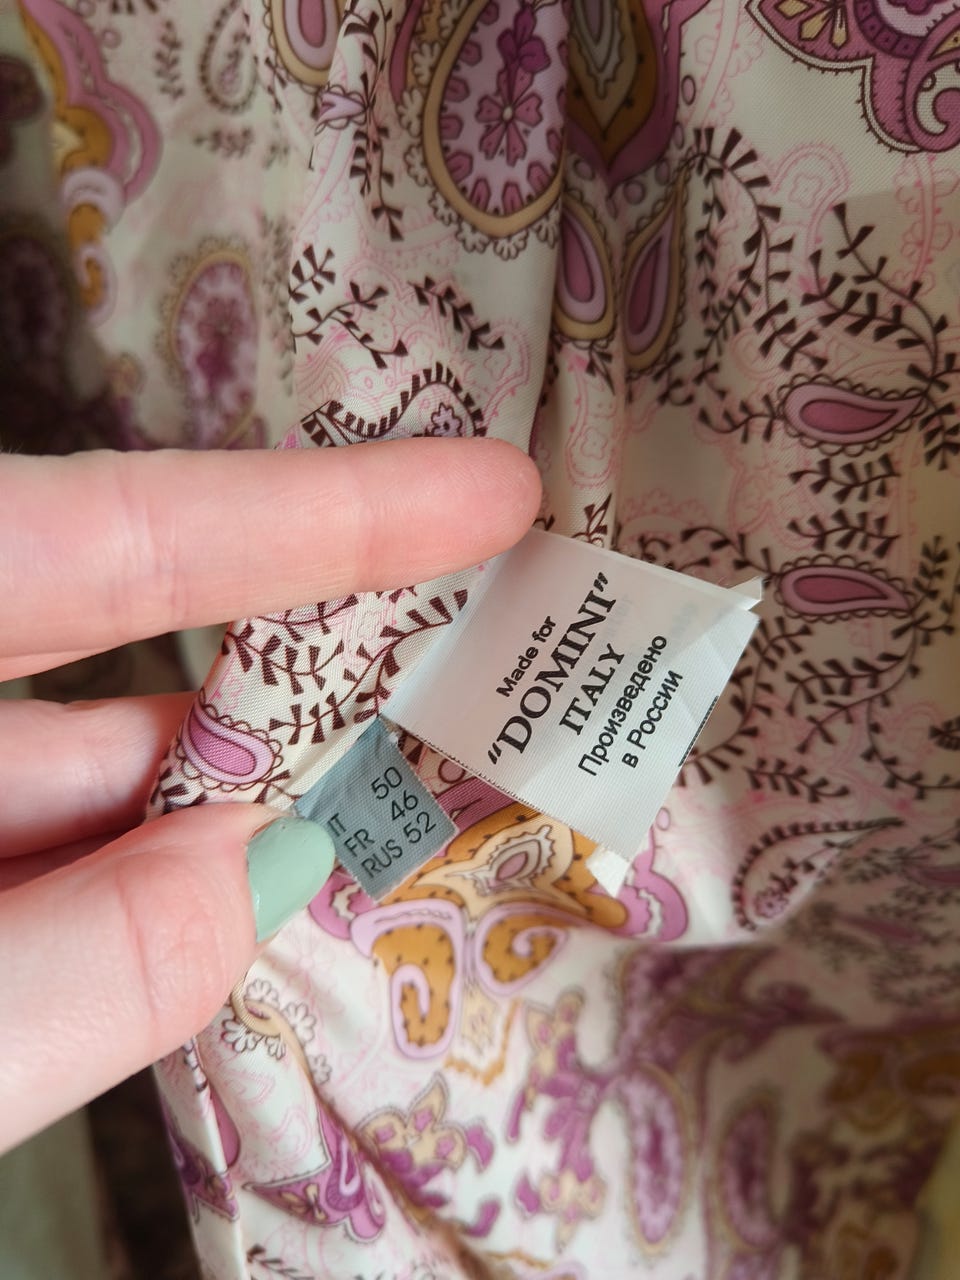 Made for
"DOMINI"
ITALY
Произведено
в России
IT 50
FR 46
RUS 52